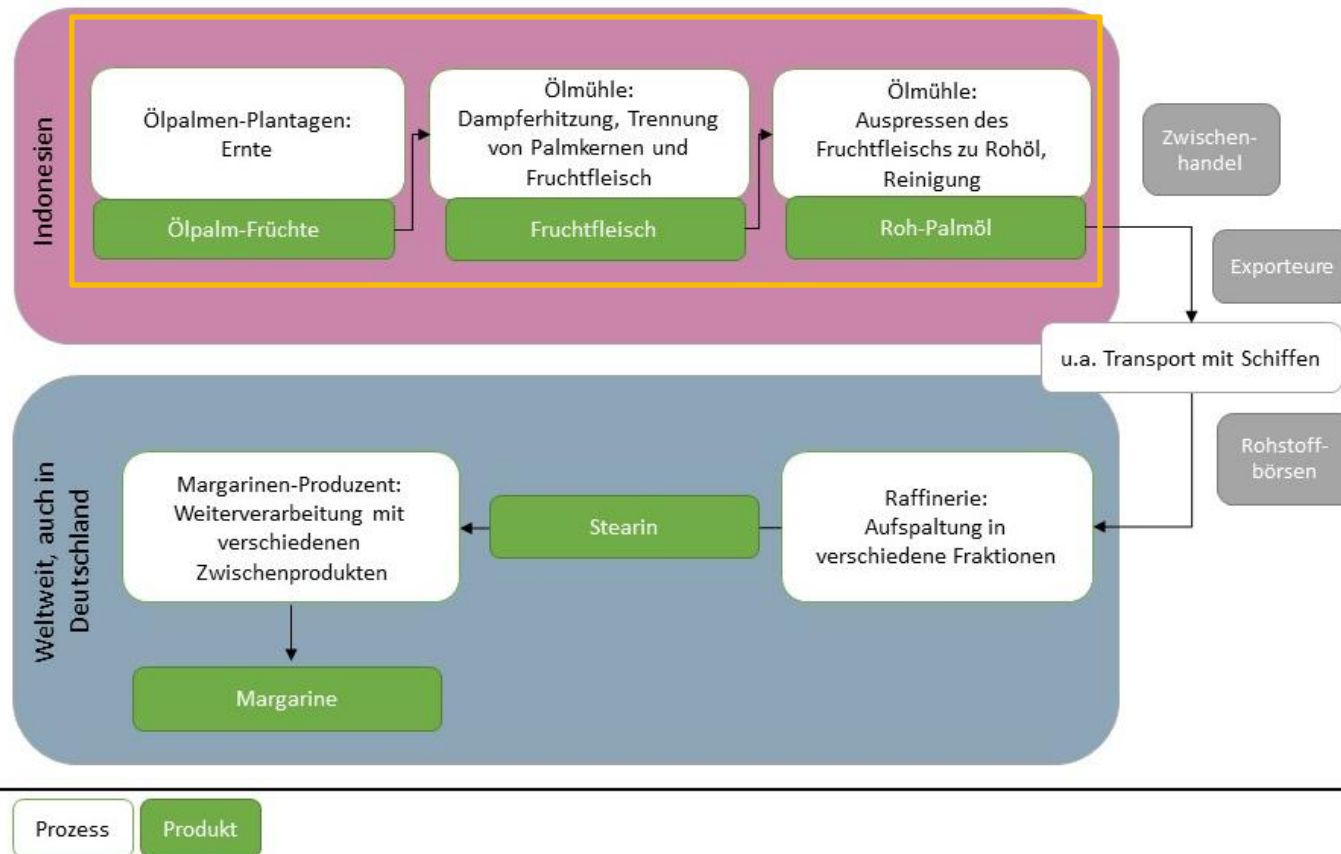 Indonesien
Ölpalmen-Plantagen:
Ernte
Ölpalm-Früchte
Ölmühle:
Dampferhitzung, Trennung
von Palmkernen und
Fruchtfleisch
Fruchtfleisch
Ölmühle:
Auspressen des
Fruchtfleischs zu Rohöl,
Reinigung
Roh-Palmöl
Zwischen-
handel
Exporteure
u.a. Transport mit Schiffen
Rohstoff-
börsen
Weltweit, auch in
Deutschland
Raffinerie:
Aufspaltung in
verschiedene Fraktionen
Stearin
Margarinen-Produzent:
Weiterverarbeitung mit
verschiedenen
Zwischenprodukten
Margarine
Prozess
Produkt